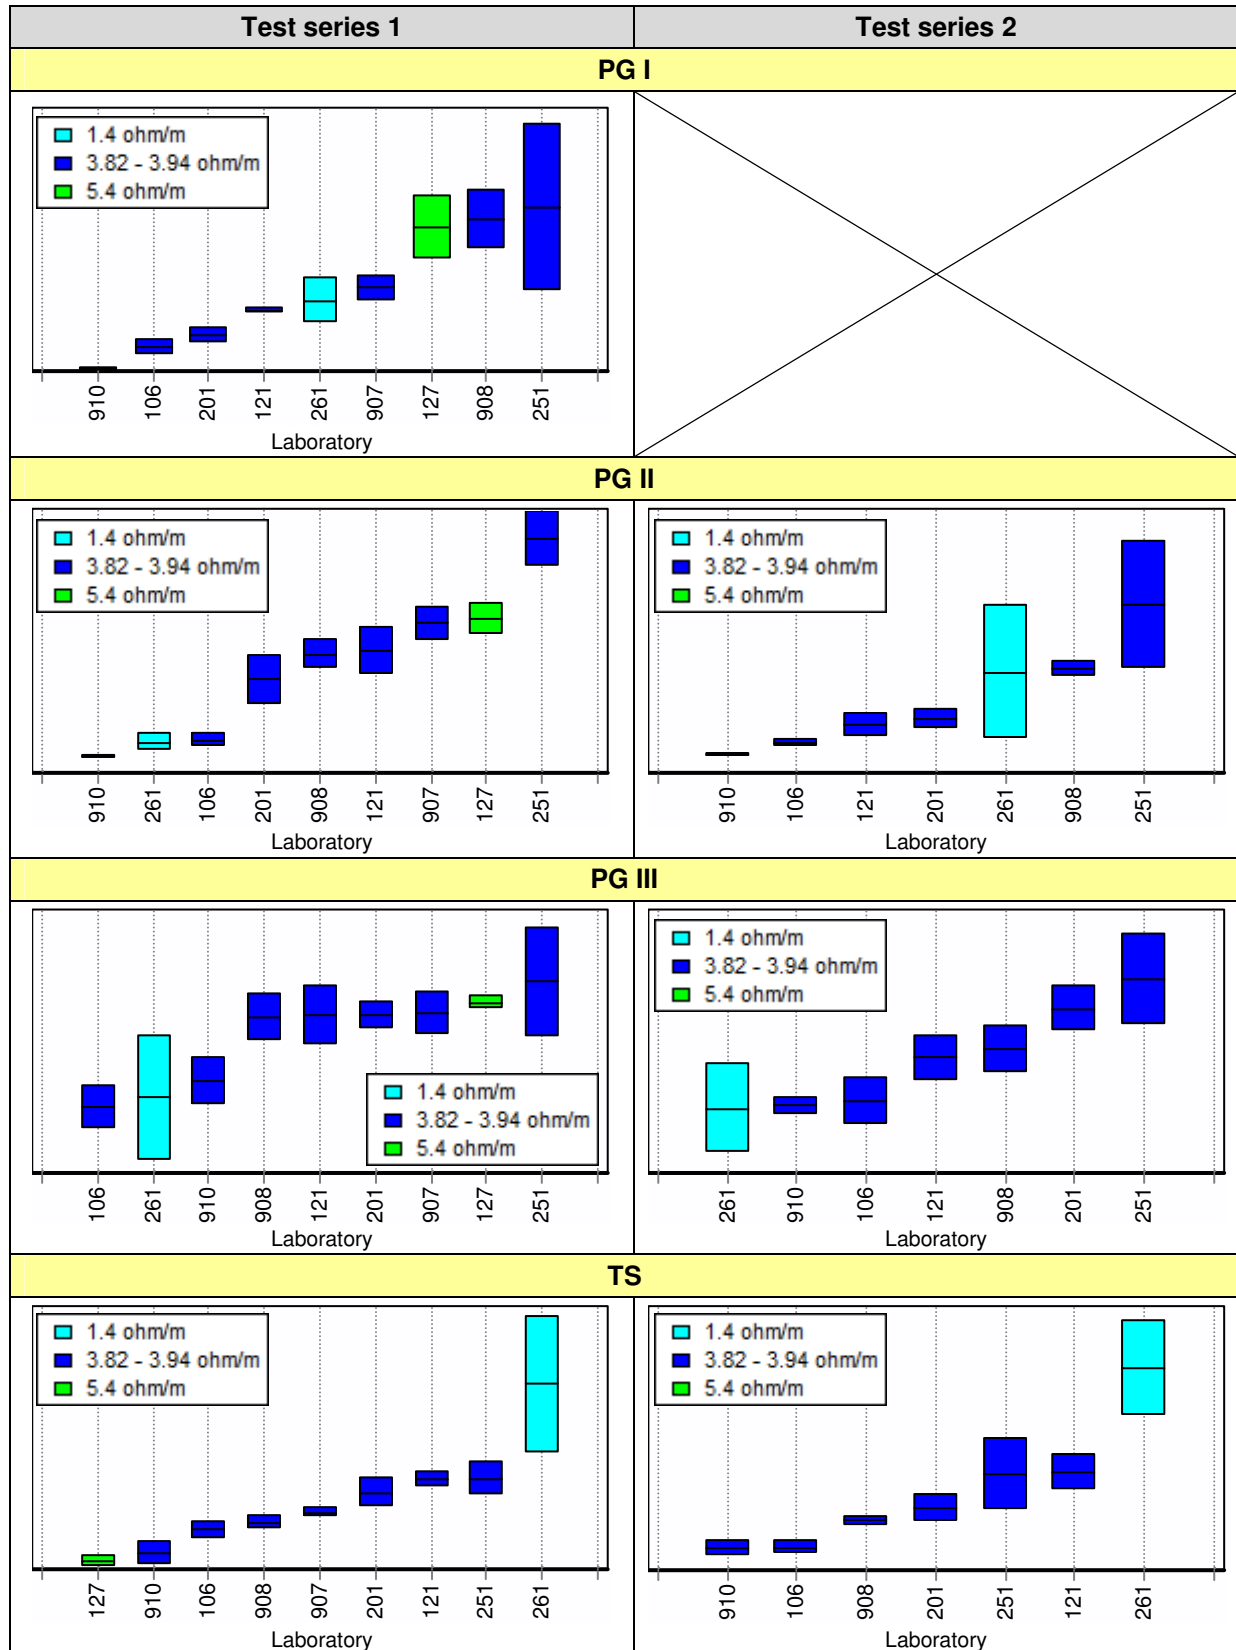 Test series 1 Test series 2
PG I
1.4 ohm/m
3.82 - 3.94 ohm/m
5.4 ohm/m
910 106 201 121 261 907 127 908 251
Laboratory
PG II
1.4 ohm/m
3.82 - 3.94 ohm/m
5.4 ohm/m
910 261 106 201 908 121 907 127 251
Laboratory
1.4 ohm/m
3.82 - 3.94 ohm/m
5.4 ohm/m
910 106 121 201 261 908 251
Laboratory
PG III
1.4 ohm/m
3.82 - 3.94 ohm/m
5.4 ohm/m
106 261 910 908 121 201 907 127 251
Laboratory
1.4 ohm/m
3.82 - 3.94 ohm/m
5.4 ohm/m
261 910 106 121 908 201 251
Laboratory
TS
1.4 ohm/m
3.82 - 3.94 ohm/m
5.4 ohm/m
127 910 106 908 907 201 121 251 261
Laboratory
1.4 ohm/m
3.82 - 3.94 ohm/m
5.4 ohm/m
910 106 908 201 251 121 261
Laboratory